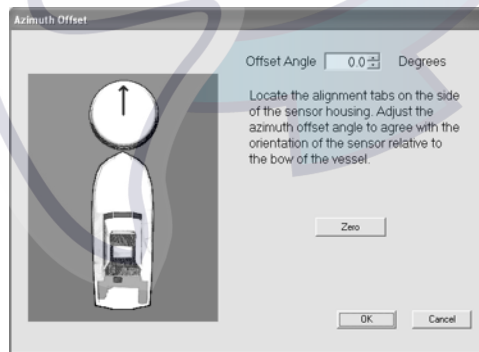 Azimuth Offset
Offset Angle 0.0 Degrees
Locate the alignment tabs on the side
of the sensor housing. Adjust the
azimuth offset angle to agree with the
orientation of the sensor relative to
the bow of the vessel.
Zero
OK Cancel